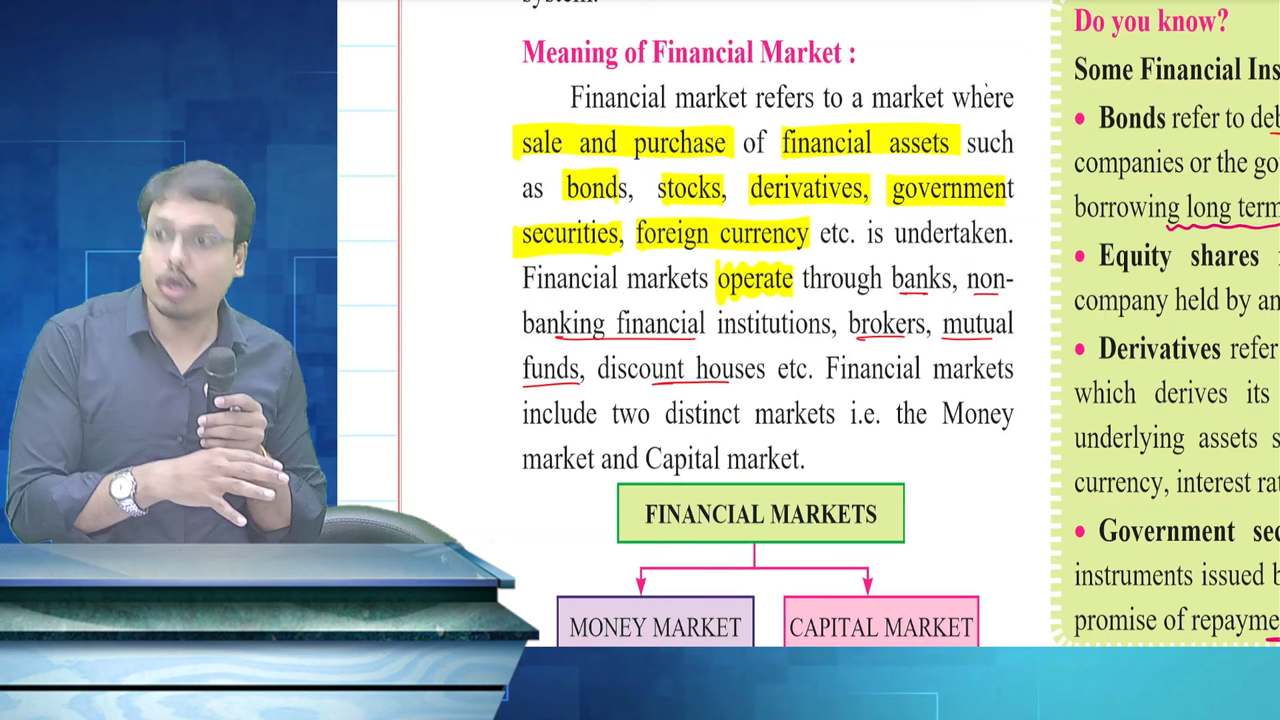 system.
Meaning of Financial Market :
Financial market refers to a market where
sale and purchase of financial assets such
as bonds, stocks, derivatives, government
securities, foreign currency etc. is undertaken.
Financial markets operate through banks, non-
banking financial institutions, brokers, mutual
funds, discount houses etc. Financial markets
include two distinct markets i.e. the Money
market and Capital market.
FINANCIAL MARKETS
MONEY MARKET
CAPITAL MARKET
Do you know?
Some Financial Ins
• Bonds refer to deb
companies or the go
borrowing long term
• Equity shares
company held by an
• Derivatives refer
which derives its
underlying assets s
currency, interest rat
• Government sec
instruments issued b
promise of repayme